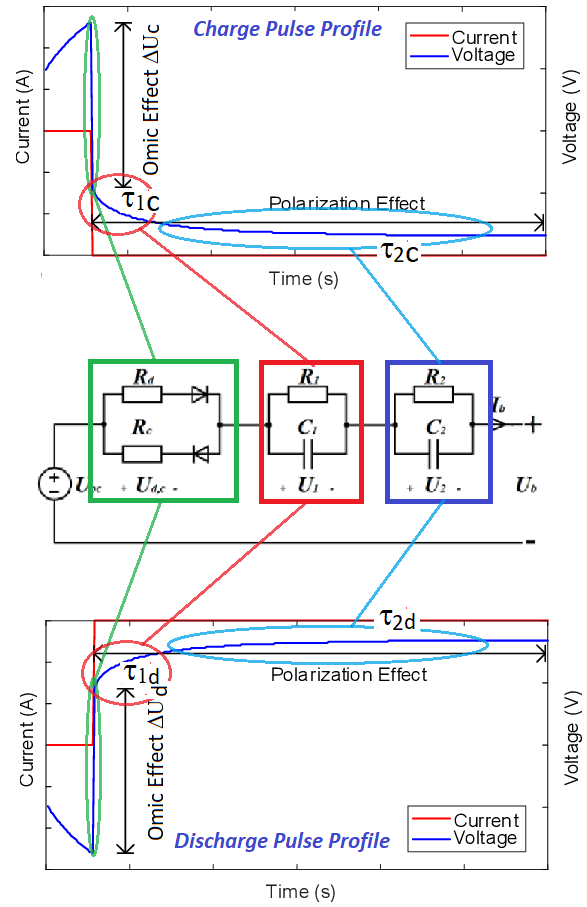 Charge Pulse Profile
Current
Voltage
Current (A)
Omic Effect ΔUc
Voltage (V)
τ1C
Polarization Effect
τ2C
Time (s)
Rd
R1
R2
Ib
+
Rc
C1
C2
+ Ud,c -
+ U1 -
+ U2 -
Ub
-
τ2d
τ1d
Polarization Effect
Current (A)
Omic Effect ΔUd
Voltage (V)
Current
Voltage
Discharge Pulse Profile
Time (s)